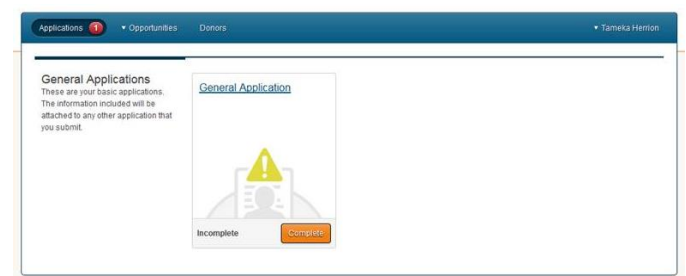 Applications 1 ▾ Opportunities Donors ▾ Tameka Herrion
General Applications
These are your basic applications.
The information included will be
attached to any other application that
you submit.
General Application
Incomplete Complete